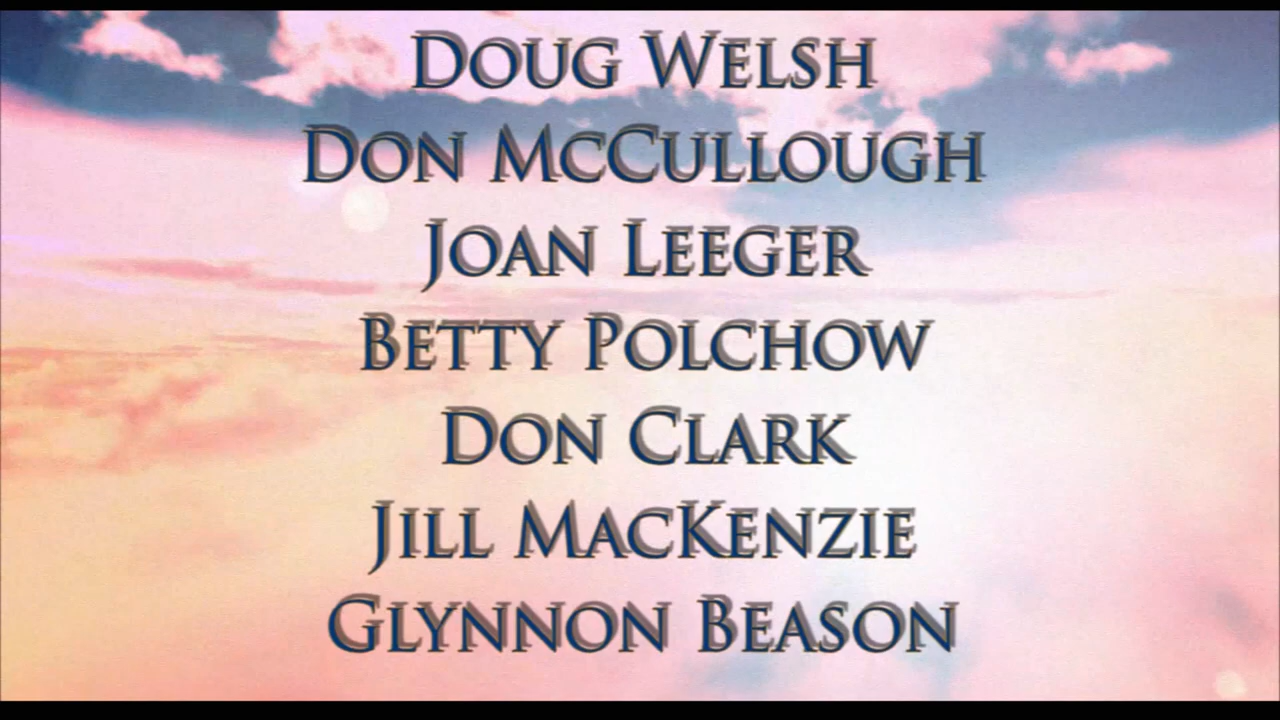 Doug Welsh
Don McCullough
Joan Leeger
Betty Polchow
Don Clark
Jill MacKenzie
Glynnon Beason